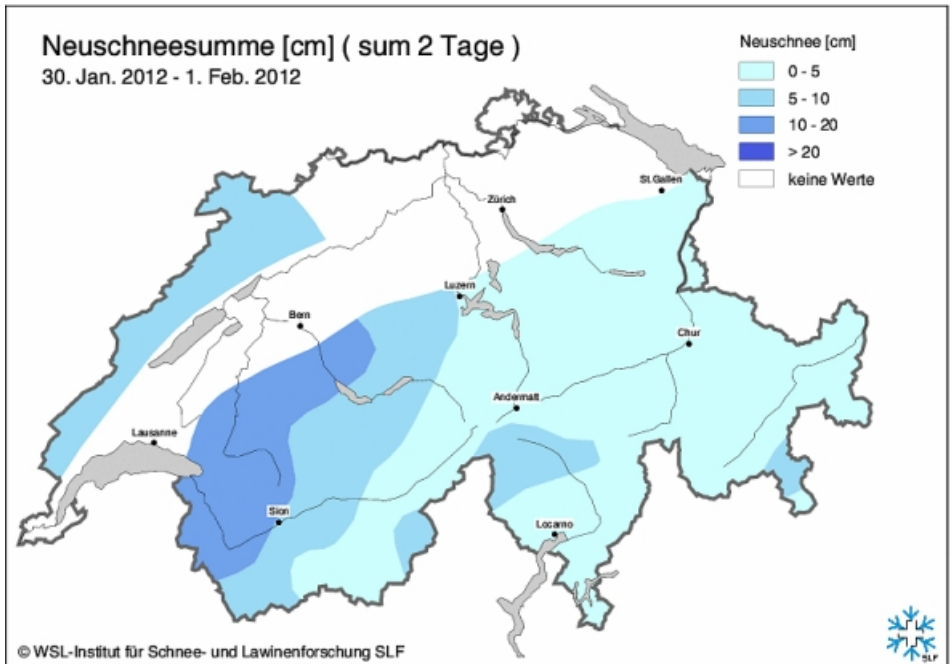 Neuschneesumme [cm] ( sum 2 Tage )
30. Jan. 2012 - 1. Feb. 2012
Neuschnee [cm]
0 - 5
5 - 10
10 - 20
> 20
keine Werte
St.Gallen
Zürich
Luzern
Bern
Chur
Andermatt
Lausanne
Sion
Locarno
© WSL-Institut für Schnee- und Lawinenforschung SLF
SLF